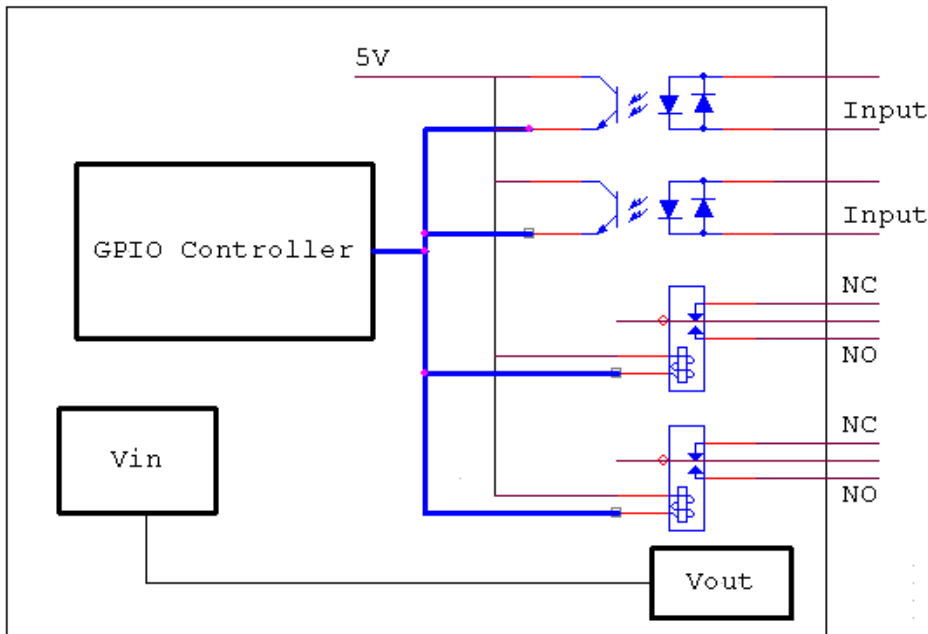 5V
Input
GPIO Controller
Input
NC
NO
Vin
NC
NO
Vout